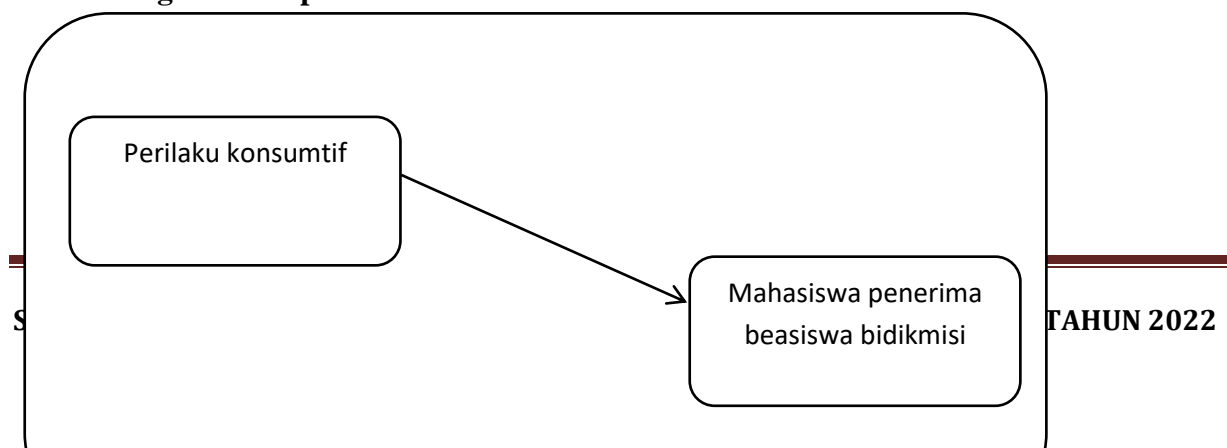 Perilaku konsumtif
Mahasiswa penerima
beasiswa bidikmisi
S
TAHUN 2022